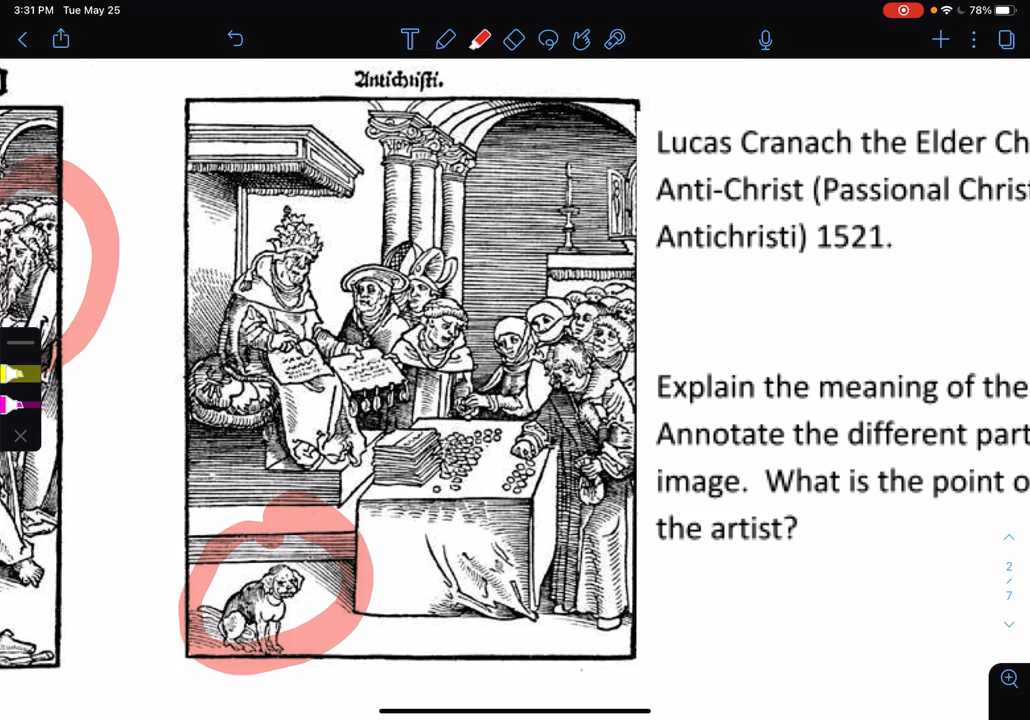 3:31 PM Tue May 25
78%
T
Antichristi.
Lucas Cranach the Elder Ch
Anti-Christ (Passional Christ
Antichristi) 1521.
Explain the meaning of the
Annotate the different part
image. What is the point o
the artist?
2
7